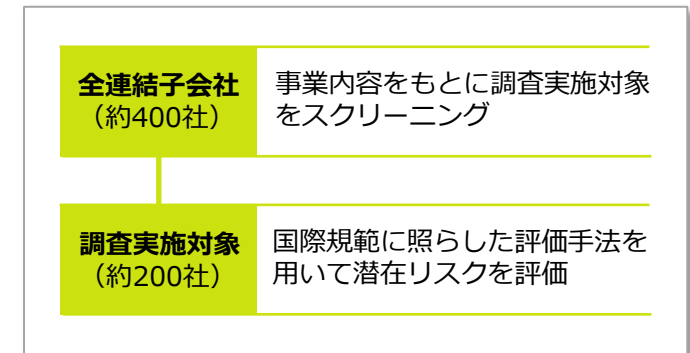 全連結子会社
（約400社）
事業内容をもとに調査実施対象
をスクリーニング
調査実施対象
（約200社）
国際規範に照らした評価手法を
用いて潜在リスクを評価